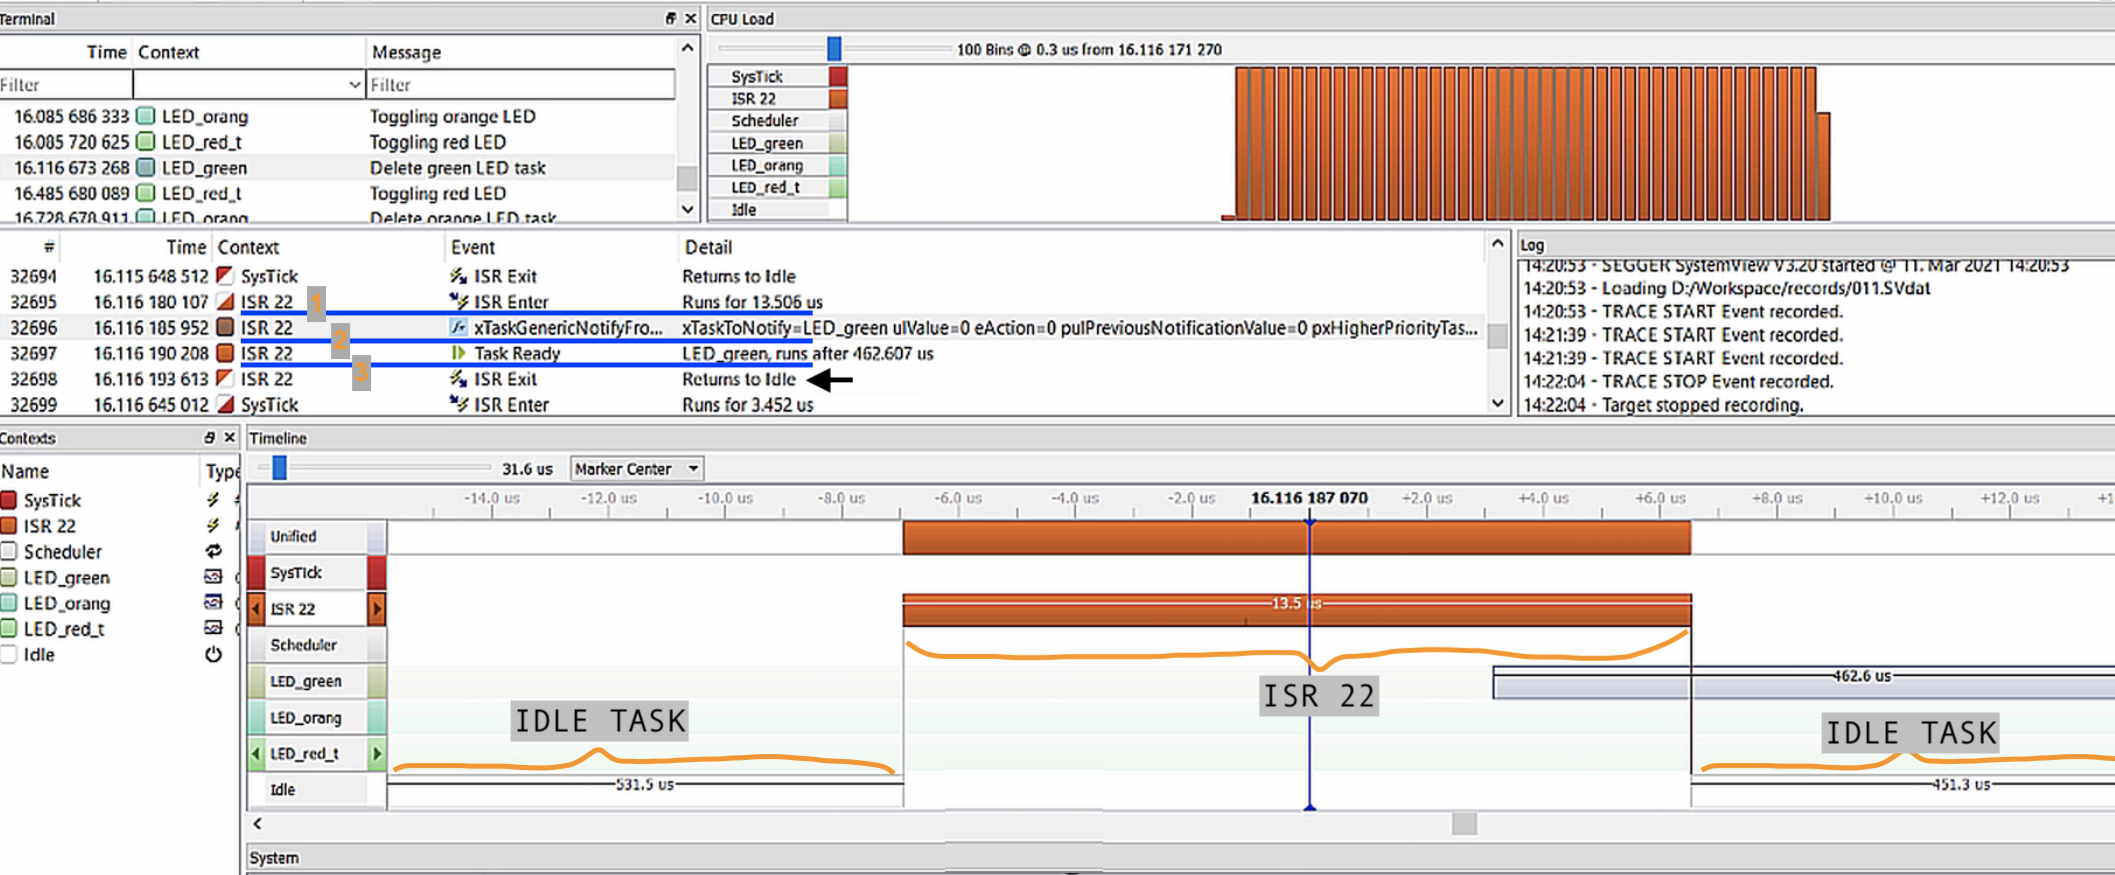 Terminal
Time Context Message
Filter Filter
16.085 686 333 LED_orang Toggling orange LED
16.085 720 625 LED_red_t Toggling red LED
16.116 673 268 LED_green Delete green LED task
16.485 680 089 LED_red_t Toggling red LED
16.728 678 911 LED_orang Delete orange LED task
CPU Load
100 Bins @ 0.3 us from 16.116 171 270
SysTick
ISR 22
Scheduler
LED_green
LED_orang
LED_red_t
Idle
# Time Context Event Detail
32694 16.115 648 512 SysTick ISR Exit Returns to Idle
32695 16.116 180 107 ISR 22 1 ISR Enter Runs for 13.506 us
32696 16.116 185 952 ISR 22 2 xTaskGenericNotifyFro... xTaskToNotify=LED_green ulValue=0 eAction=0 pulPreviousNotificationValue=0 pxHigherPriorityTas...
32697 16.116 190 208 ISR 22 3 Task Ready LED_green, runs after 462.607 us
32698 16.116 193 613 ISR 22 ISR Exit Returns to Idle
32699 16.116 645 012 SysTick ISR Enter Runs for 3.452 us
Log
14:20:53 - SEGGER SystemView V3.20 started @ 11. Mar 2021 14:20:53
14:20:53 - Loading D:/Workspace/records/011.SVdat
14:20:53 - TRACE START Event recorded.
14:21:39 - TRACE START Event recorded.
14:21:39 - TRACE START Event recorded.
14:22:04 - TRACE STOP Event recorded.
14:22:04 - Target stopped recording.
Contexts
Name Type
SysTick
ISR 22
Scheduler
LED_green
LED_orang
LED_red_t
Idle
Timeline
31.6 us Marker Center
-14.0 us -12.0 us -10.0 us -8.0 us -6.0 us -4.0 us -2.0 us 16.116 187 070 +2.0 us +4.0 us +6.0 us +8.0 us +10.0 us +12.0 us +1
Unified
SysTick
ISR 22 13.5 us
Scheduler
LED_green 462.6 us
ISR 22
LED_orang
IDLE TASK IDLE TASK
LED_red_t
Idle 531.5 us 451.3 us
System